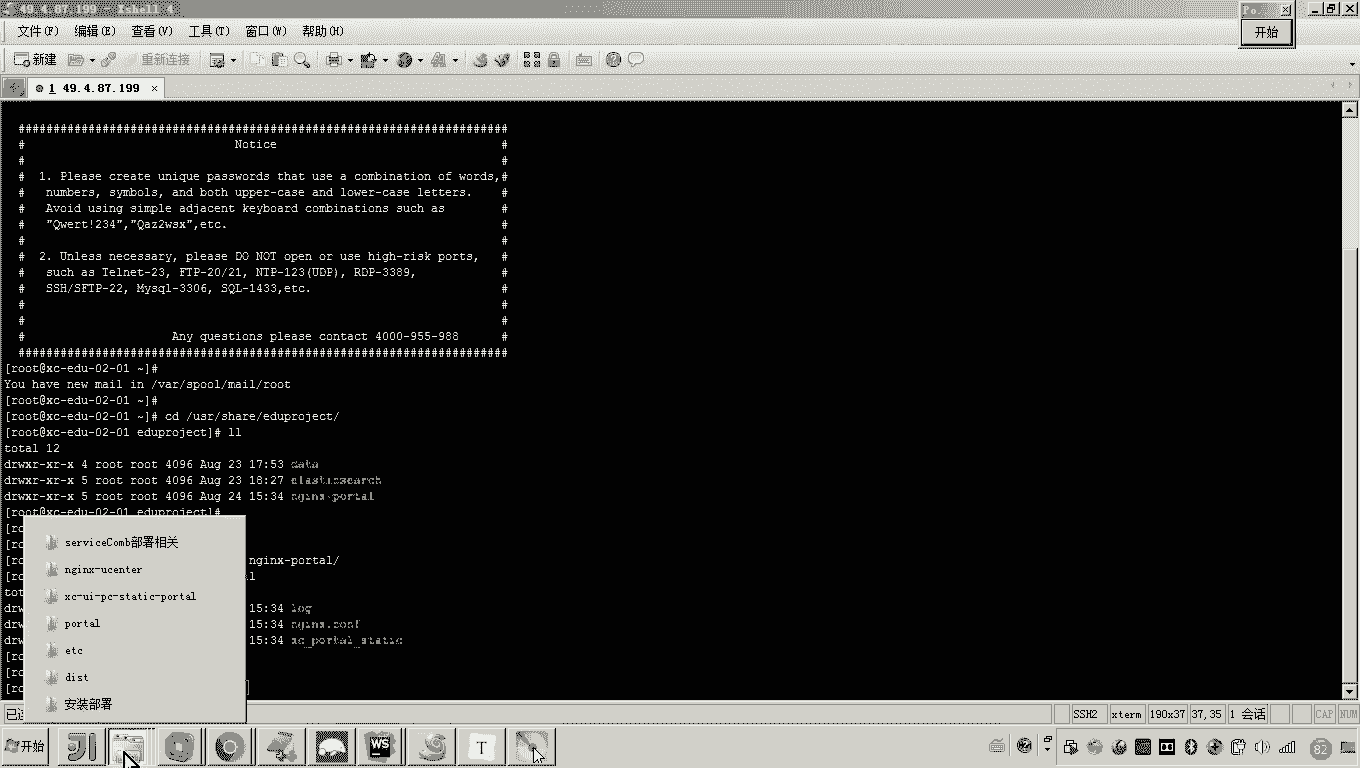 49.4.87.199 - Xshell 4
文件(F) 编辑(E) 查看(V) 工具(T) 窗口(W) 帮助(H)
Po..
开始
新建 重新连接
1 49.4.87.199 ×
########################################################################
# Notice #
# #
# 1. Please create unique passwords that use a combination of words,#
# numbers, symbols, and both upper-case and lower-case letters. #
# Avoid using simple adjacent keyboard combinations such as #
# "Qwert!234","Qaz2wsx",etc. #
# #
# 2. Unless necessary, please DO NOT open or use high-risk ports, #
# such as Telnet-23, FTP-20/21, NTP-123(UDP), RDP-3389, #
# SSH/SFTP-22, Mysql-3306, SQL-1433,etc. #
# #
# #
# Any questions please contact 4000-955-988 #
########################################################################
[root@xc-edu-02-01 ~]#
You have new mail in /var/spool/mail/root
[root@xc-edu-02-01 ~]#
[root@xc-edu-02-01 ~]# cd /usr/share/eduproject/
[root@xc-edu-02-01 eduproject]# ll
total 12
drwxr-xr-x 4 root root 4096 Aug 23 17:53 data
drwxr-xr-x 5 root root 4096 Aug 23 18:27 elasticsearch
drwxr-xr-x 5 root root 4096 Aug 24 15:34 nginx-portal
[root@xc-edu-02-01 eduproject]#
[ro
[ro
[ro nginx-portal/
[ro l
tot
drw 15:34 log
drw 15:34 nginx.conf
drw 15:34 xc_portal_static
[ro
[ro
[ro
serviceComb部署相关
nginx-ucenter
xc-ui-pc-static-portal
portal
etc
dist
安装部署
已连 SSH2 xterm 190x37 37,35 1 会话 CAP NUM
开始 WS T 82